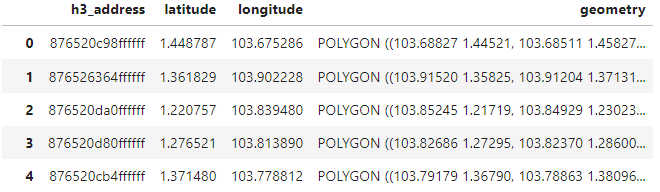 h3_address latitude longitude geometry
0 876520c98ffffff 1.448787 103.675286 POLYGON ((103.68827 1.44521, 103.68511 1.45827...
1 876526364ffffff 1.361829 103.902228 POLYGON ((103.91520 1.35825, 103.91204 1.37131...
2 876520da0ffffff 1.220757 103.839480 POLYGON ((103.85245 1.21719, 103.84929 1.23023...
3 876520d80ffffff 1.276521 103.813890 POLYGON ((103.82686 1.27295, 103.82370 1.28600...
4 876520cb4ffffff 1.371480 103.778812 POLYGON ((103.79179 1.36790, 103.78863 1.38096...